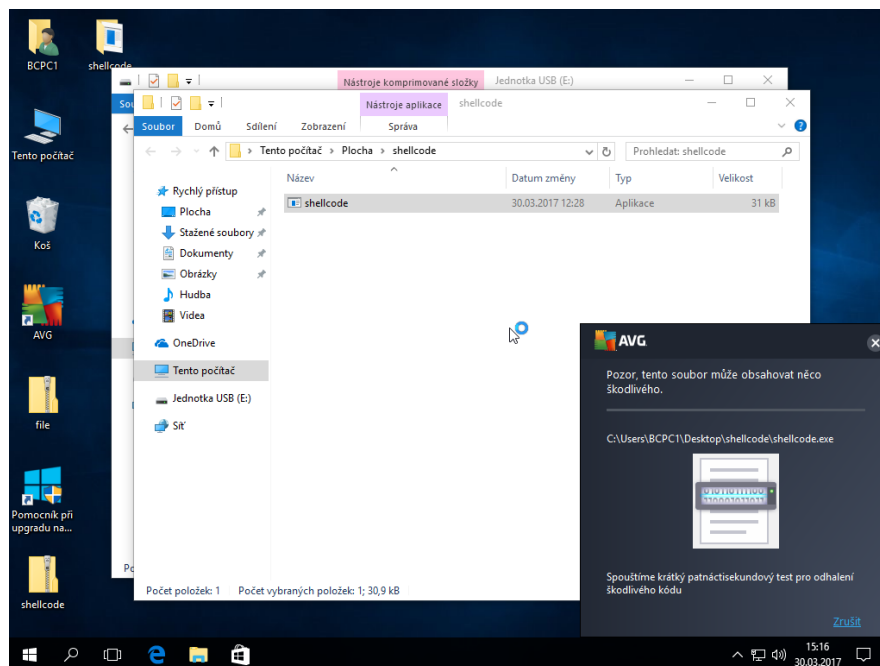 BCPC1
shellcode
Tento počítač
Koš
AVG
file
Pomocník při
upgradu na...
shellcode
Nástroje komprimované složky
Jednotka USB (E:)
Nástroje aplikace
shellcode
Soubor
Domů
Sdílení
Zobrazení
Správa
Tento počítač
Plocha
shellcode
Prohledat: shellcode
Název
Datum změny
Typ
Velikost
shellcode
30.03.2017 12:28
Aplikace
31 kB
Rychlý přístup
Plocha
Stažené soubory
Dokumenty
Obrázky
Hudba
Videa
OneDrive
Tento počítač
Jednotka USB (E:)
Síť
Počet položek: 1
Počet vybraných položek: 1; 30,9 kB
AVG
Pozor, tento soubor může obsahovat něco
škodlivého.
C:\Users\BCPC1\Desktop\shellcode\shellcode.exe
Spouštíme krátký patnáctisekundový test pro odhalení
škodlivého kódu
Zrušit
15:16
30.03.2017